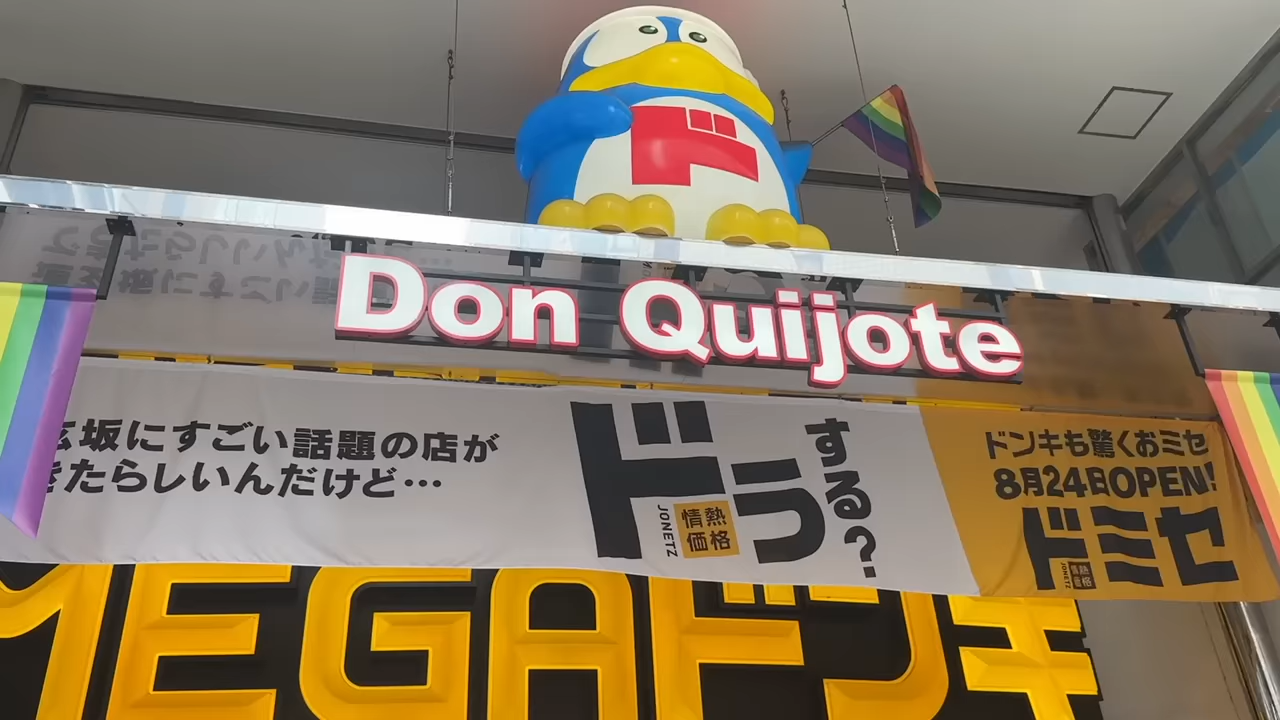 ド
Don Quijote
坂にすごい話題の店が
きたらしいんだけど…
ドラする?
JONETZ
情熱
価格
ドンキも驚くおミセ
8月24日OPEN!
ドミセ
JONETZ
情熱
価格
MEGAドンキ